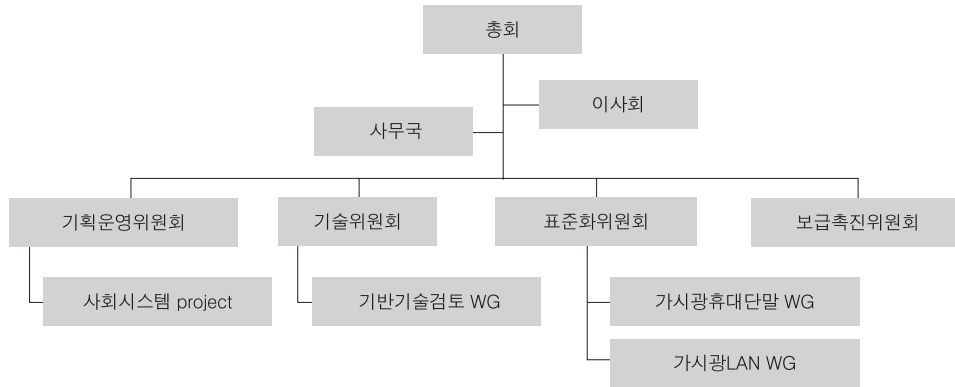 총회
이사회
사무국
기획운영위원회
기술위원회
표준화위원회
보급촉진위원회
사회시스템 project
기반기술검토 WG
가시광휴대단말 WG
가시광LAN WG